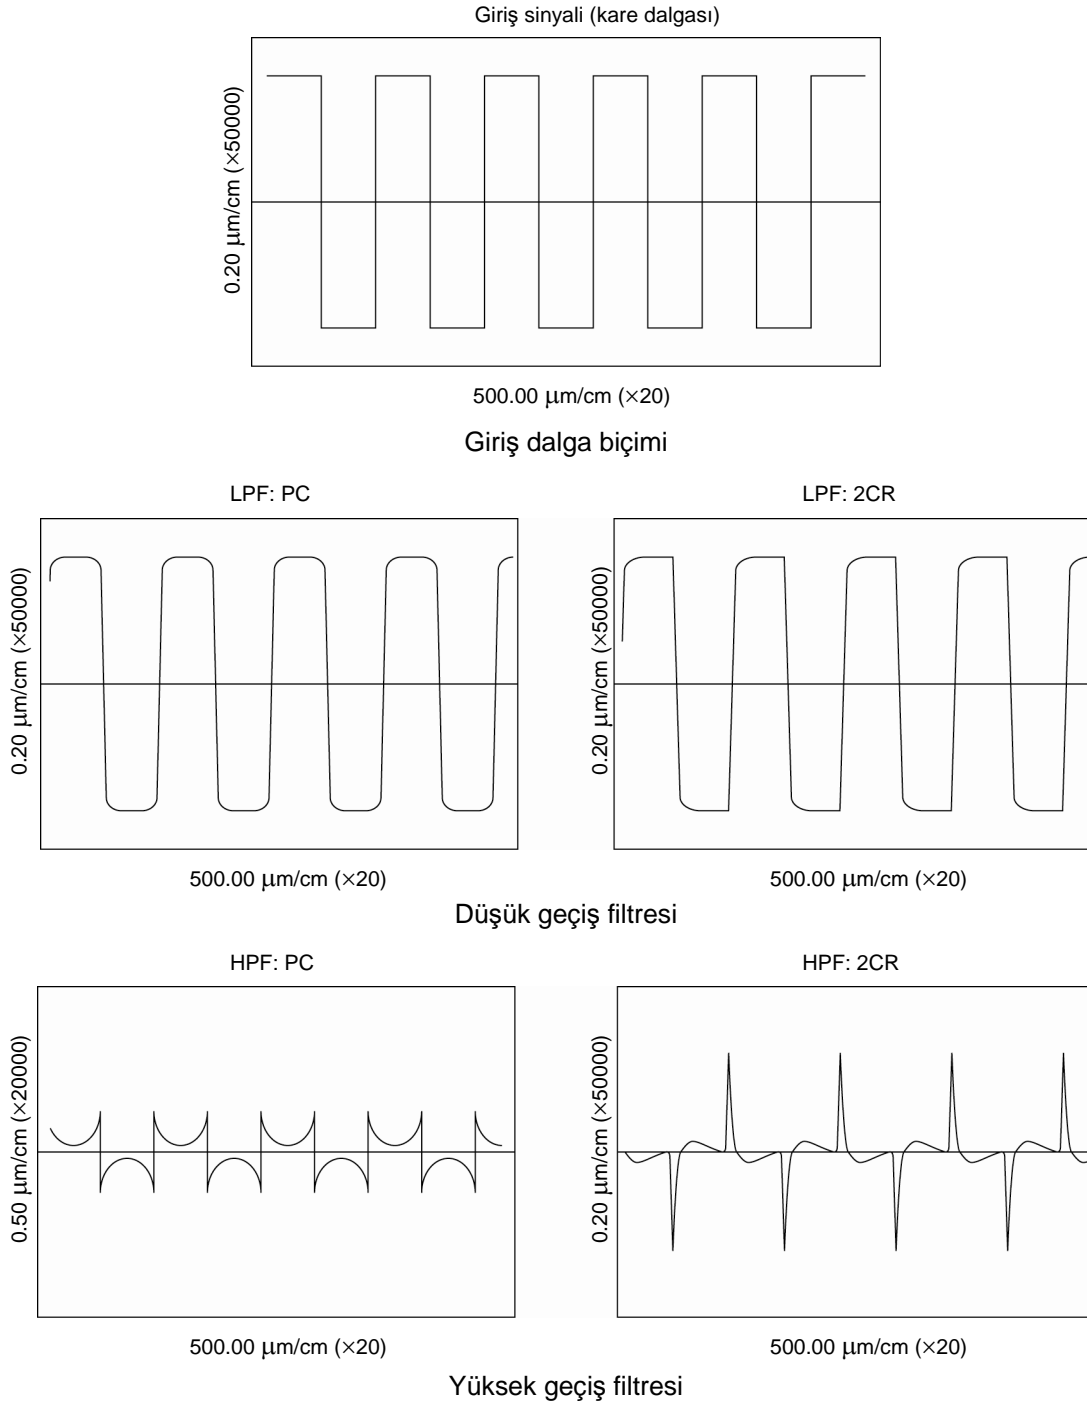 Giriş sinyali (kare dalgası)
0.20 µm/cm (×50000)
500.00 µm/cm (×20)
Giriş dalga biçimi
LPF: PC
LPF: 2CR
0.20 µm/cm (×50000)
0.20 µm/cm (×50000)
500.00 µm/cm (×20)
500.00 µm/cm (×20)
Düşük geçiş filtresi
HPF: PC
HPF: 2CR
0.50 µm/cm (×20000)
0.20 µm/cm (×50000)
500.00 µm/cm (×20)
500.00 µm/cm (×20)
Yüksek geçiş filtresi